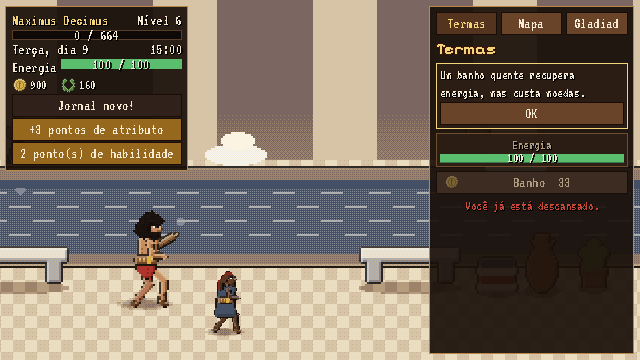 Maximus Decimus Nível 6
0 / 664
Terça, dia 9 15:00
Energia 100 / 100
900 160
Jornal novo!
+3 pontos de atributo
2 ponto(s) de habilidade
Termas Mapa Gladiad
Termas
Um banho quente recupera
energia, mas custa moedas.
OK
Energia
100 / 100
Banho 33
Você já está descansado.